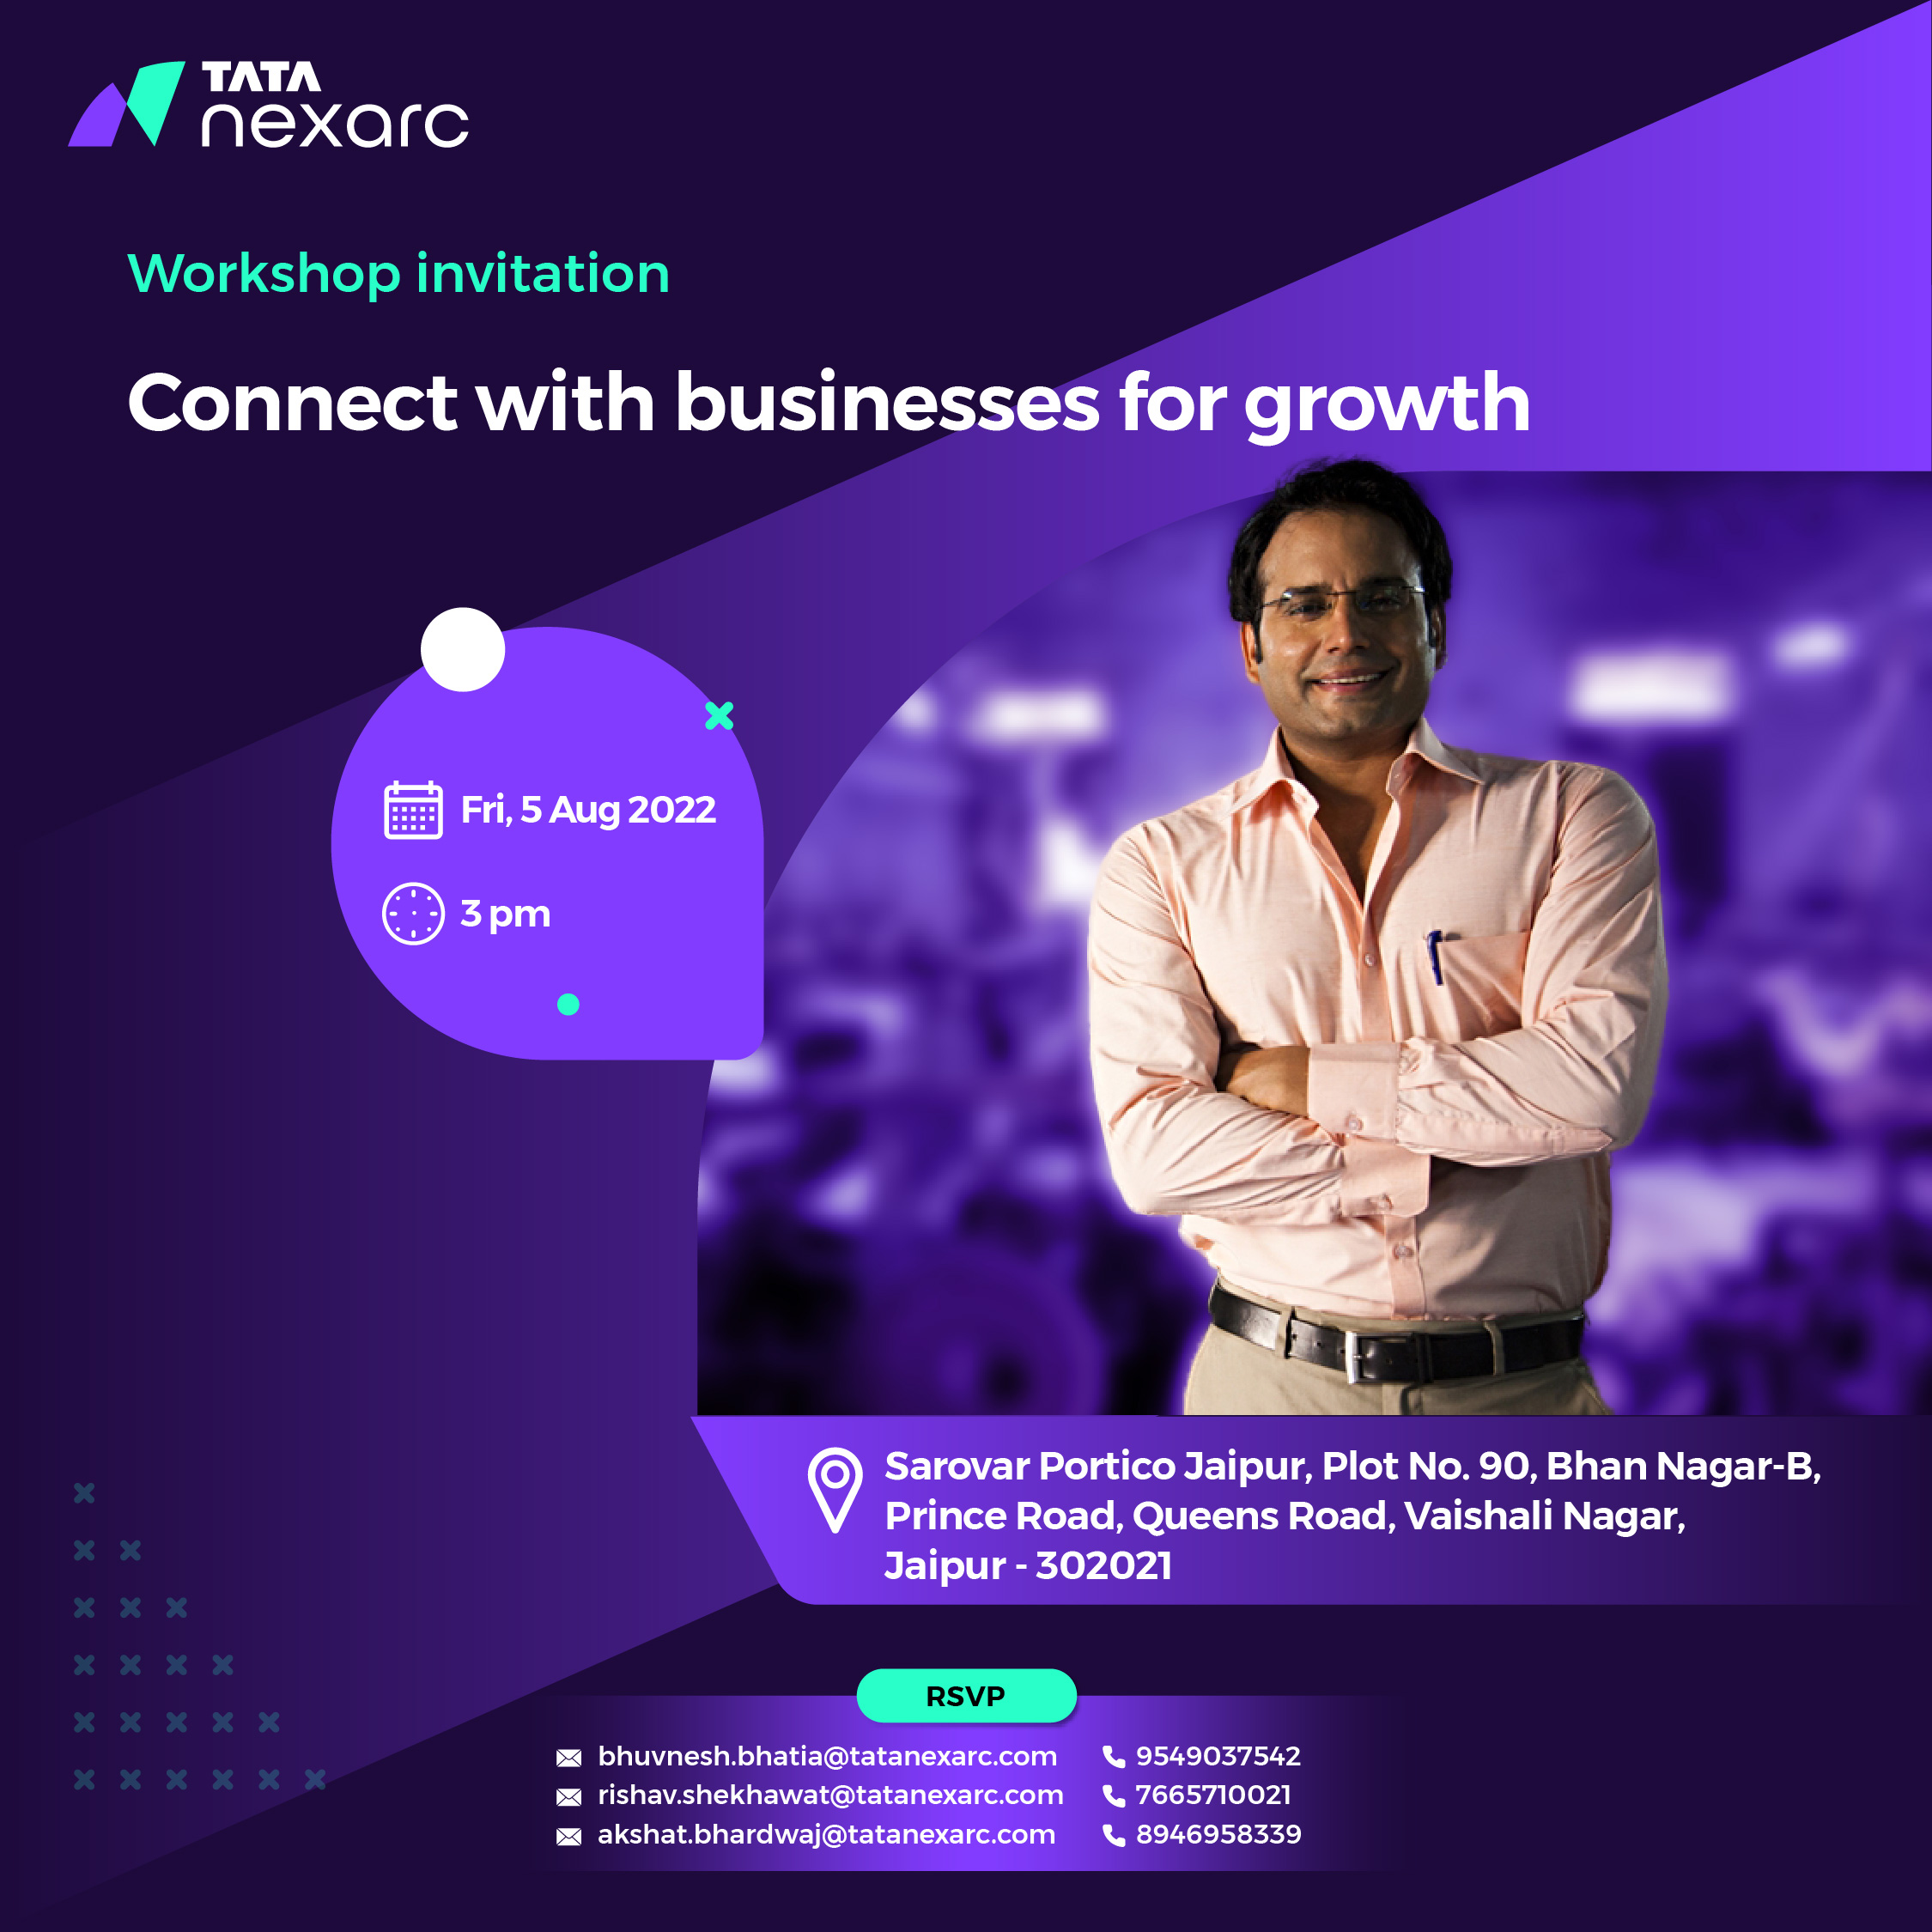 TATA
nexarc
Workshop invitation
Connect with businesses for growth
Fri, 5 Aug 2022
3 pm
Sarovar Portico Jaipur, Plot No. 90, Bhan Nagar-B,
Prince Road, Queens Road, Vaishali Nagar,
Jaipur - 302021
RSVP
bhuvnesh.bhatia@tatanexarc.com 9549037542
rishav.shekhawat@tatanexarc.com 7665710021
akshat.bhardwaj@tatanexarc.com 8946958339